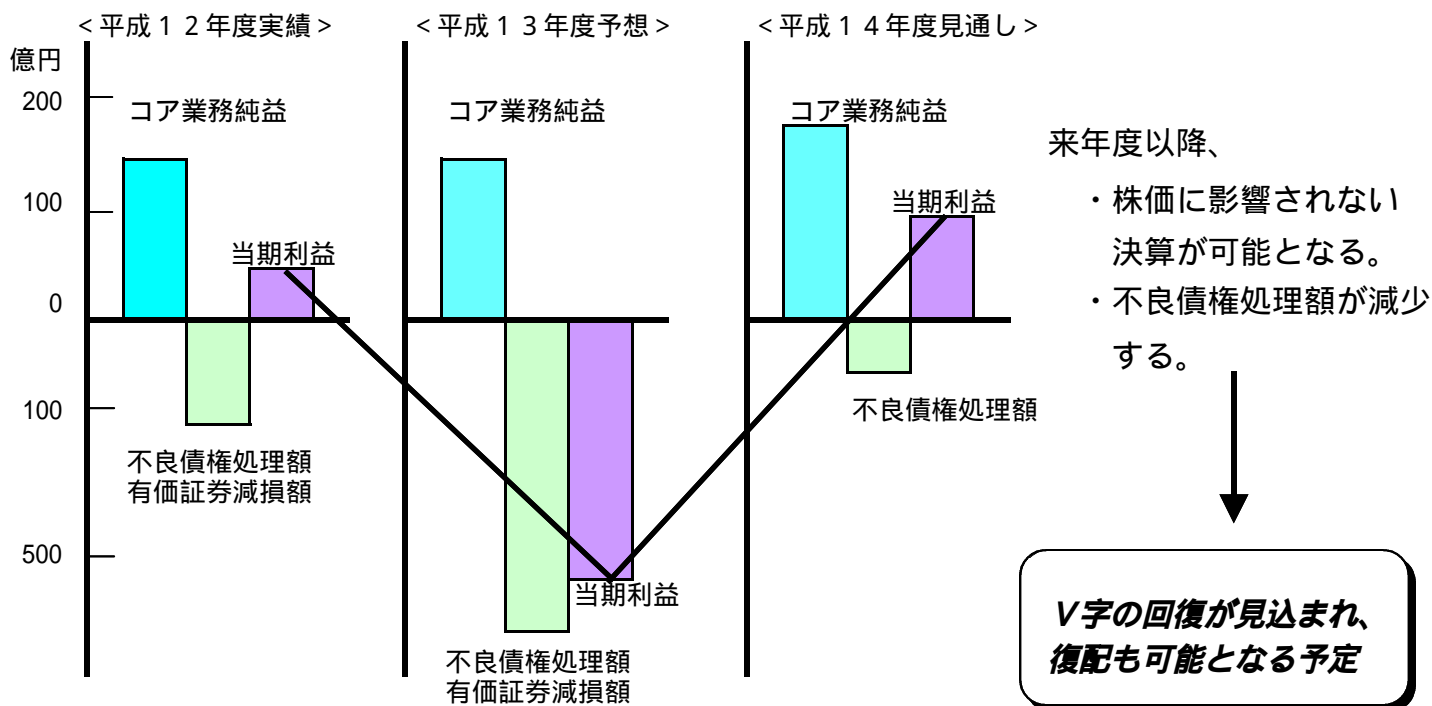 <平成１２年度実績>
<平成１３年度予想>
<平成１４年度見通し>
億円
200
100
0
100
500
コア業務純益
当期利益
不良債権処理額
有価証券減損額
コア業務純益
当期利益
不良債権処理額
有価証券減損額
コア業務純益
当期利益
不良債権処理額
来年度以降、
・株価に影響されない
決算が可能となる。
・不良債権処理額が減少
する。
Ｖ字の回復が見込まれ、
復配も可能となる予定